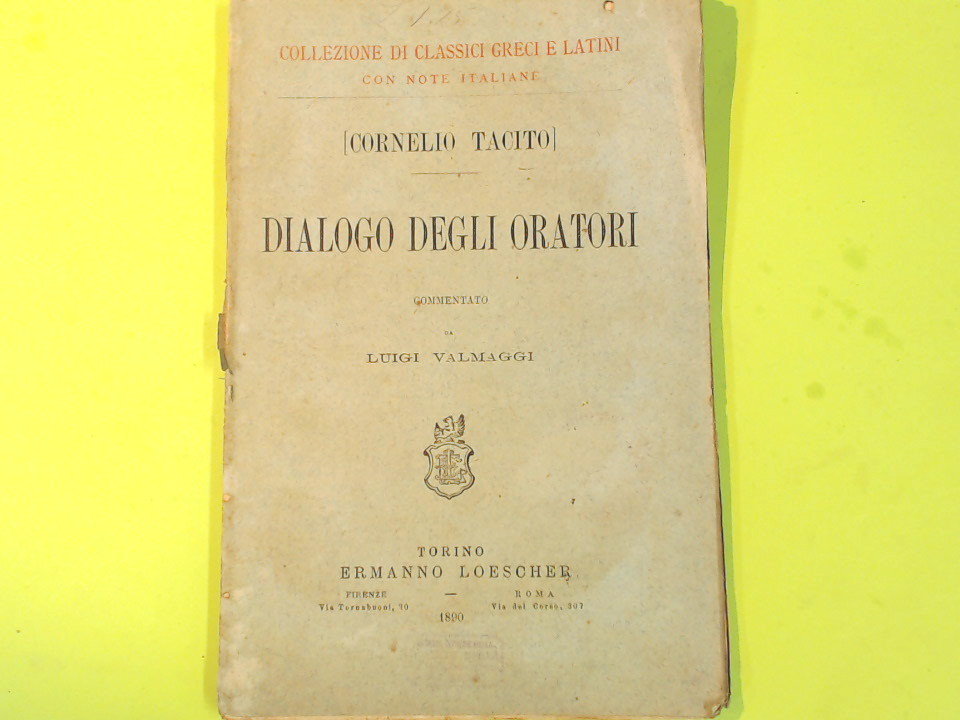 COLLEZIONE DI CLASSICI GRECI E LATINI
CON NOTE ITALIANE
[CORNELIO TACITO]
DIALOGO DEGLI ORATORI
COMMENTATO
DA
LUIGI VALMAGGI
TORINO
ERMANNO LOESCHER
FIRENZE — ROMA
Via Tornabuoni, 20 Via del Corso, 307
1890